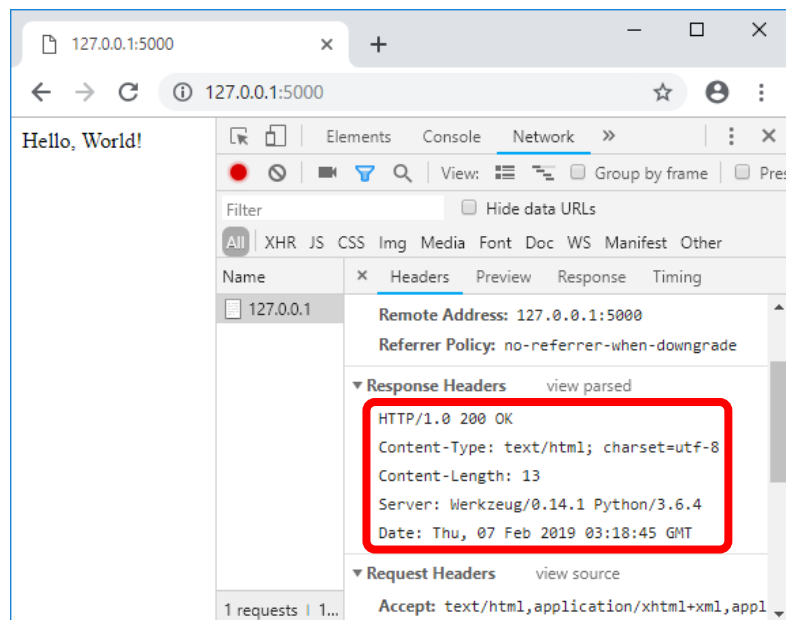 127.0.0.1:5000
127.0.0.1:5000
Hello, World!
Elements Console Network »
View: Group by frame Pres
Filter Hide data URLs
All XHR JS CSS Img Media Font Doc WS Manifest Other
Name × Headers Preview Response Timing
127.0.0.1
Remote Address: 127.0.0.1:5000
Referrer Policy: no-referrer-when-downgrade
Response Headers view parsed
HTTP/1.0 200 OK
Content-Type: text/html; charset=utf-8
Content-Length: 13
Server: Werkzeug/0.14.1 Python/3.6.4
Date: Thu, 07 Feb 2019 03:18:45 GMT
Request Headers view source
Accept: text/html,application/xhtml+xml,appl
1 requests | 1...